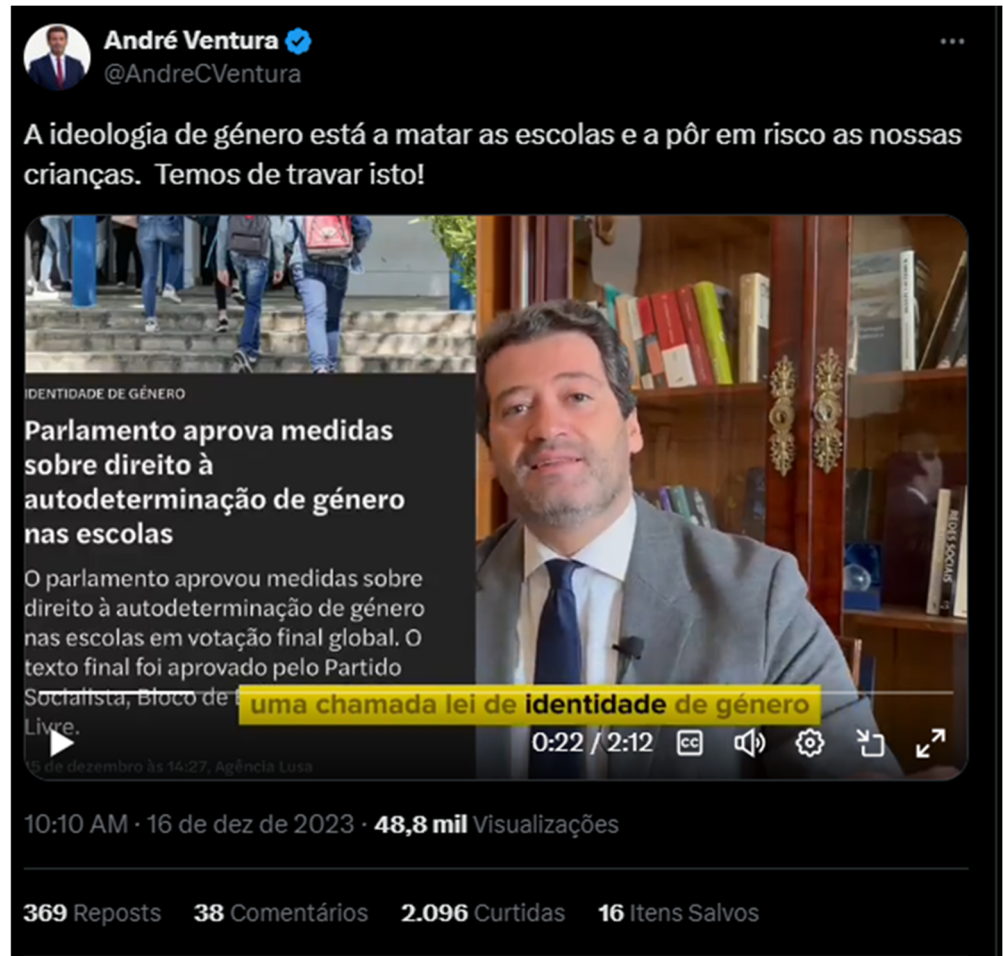 André Ventura
@AndreCVentura
A ideologia de género está a matar as escolas e a pôr em risco as nossas
crianças. Temos de travar isto!
IDENTIDADE DE GÉNERO
Parlamento aprova medidas
sobre direito à
autodeterminação de género
nas escolas
O parlamento aprovou medidas sobre
direito à autodeterminação de género
nas escolas em votação final global. O
texto final foi aprovado pelo Partido
Socialista, Bloco de
Livre.
15 de dezembro às 14:27, Agência Lusa
uma chamada lei de identidade de género
REDES SOCIAIS
0:22 / 2:12
CC
10:10 AM · 16 de dez de 2023 · 48,8 mil Visualizações
369 Reposts 38 Comentários 2.096 Curtidas 16 Itens Salvos